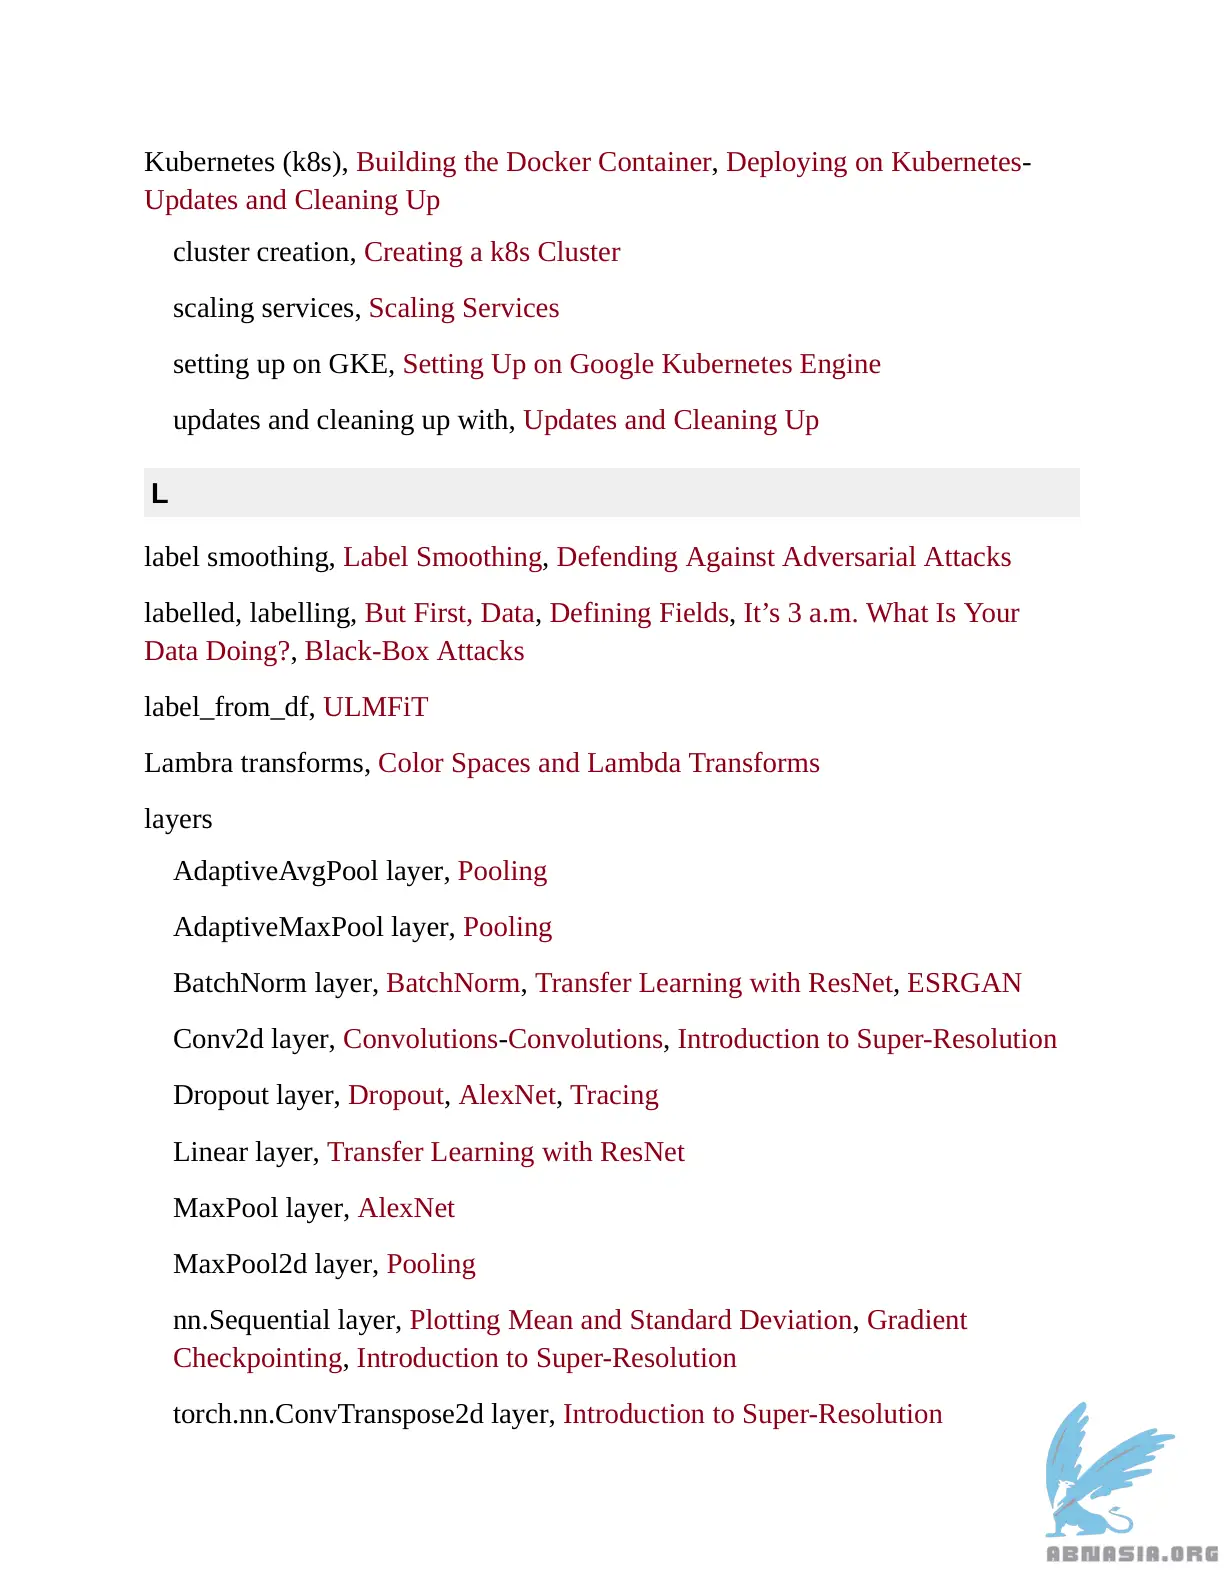 Kubernetes (k8s), Building the Docker Container, Deploying on Kubernetes-
Updates and Cleaning Up
cluster creation, Creating a k8s Cluster
scaling services, Scaling Services
setting up on GKE, Setting Up on Google Kubernetes Engine
updates and cleaning up with, Updates and Cleaning Up
L
label smoothing, Label Smoothing, Defending Against Adversarial Attacks
labelled, labelling, But First, Data, Defining Fields, It’s 3 a.m. What Is Your
Data Doing?, Black-Box Attacks
label_from_df, ULMFiT
Lambra transforms, Color Spaces and Lambda Transforms
layers
AdaptiveAvgPool layer, Pooling
AdaptiveMaxPool layer, Pooling
BatchNorm layer, BatchNorm, Transfer Learning with ResNet, ESRGAN
Conv2d layer, Convolutions-Convolutions, Introduction to Super-Resolution
Dropout layer, Dropout, AlexNet, Tracing
Linear layer, Transfer Learning with ResNet
MaxPool layer, AlexNet
MaxPool2d layer, Pooling
nn.Sequential layer, Plotting Mean and Standard Deviation, Gradient
Checkpointing, Introduction to Super-Resolution
torch.nn.ConvTranspose2d layer, Introduction to Super-Resolution
ABNASIA.ORG